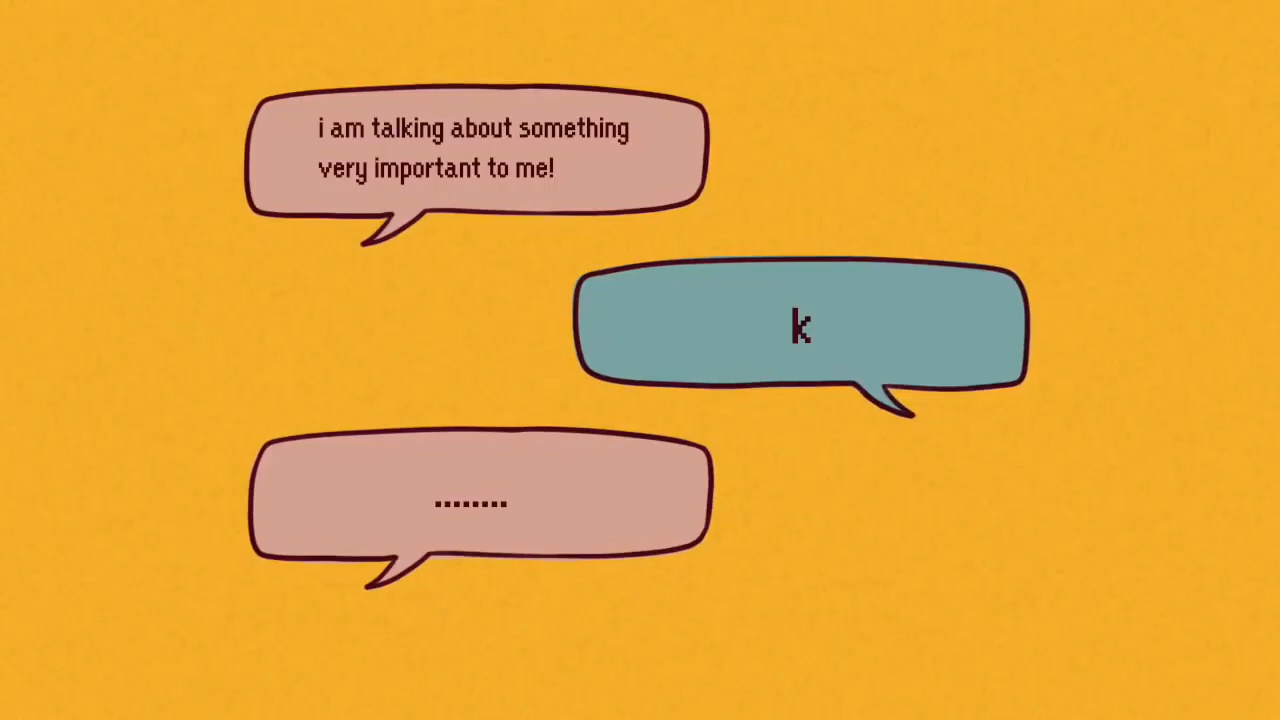 i am talking about something
very important to me!
k
........